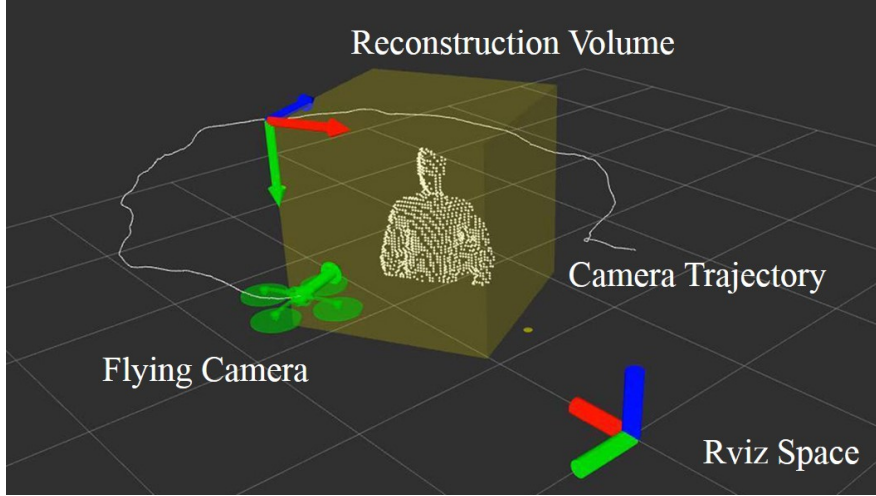 Reconstruction Volume
Camera Trajectory
Flying Camera
Rviz Space